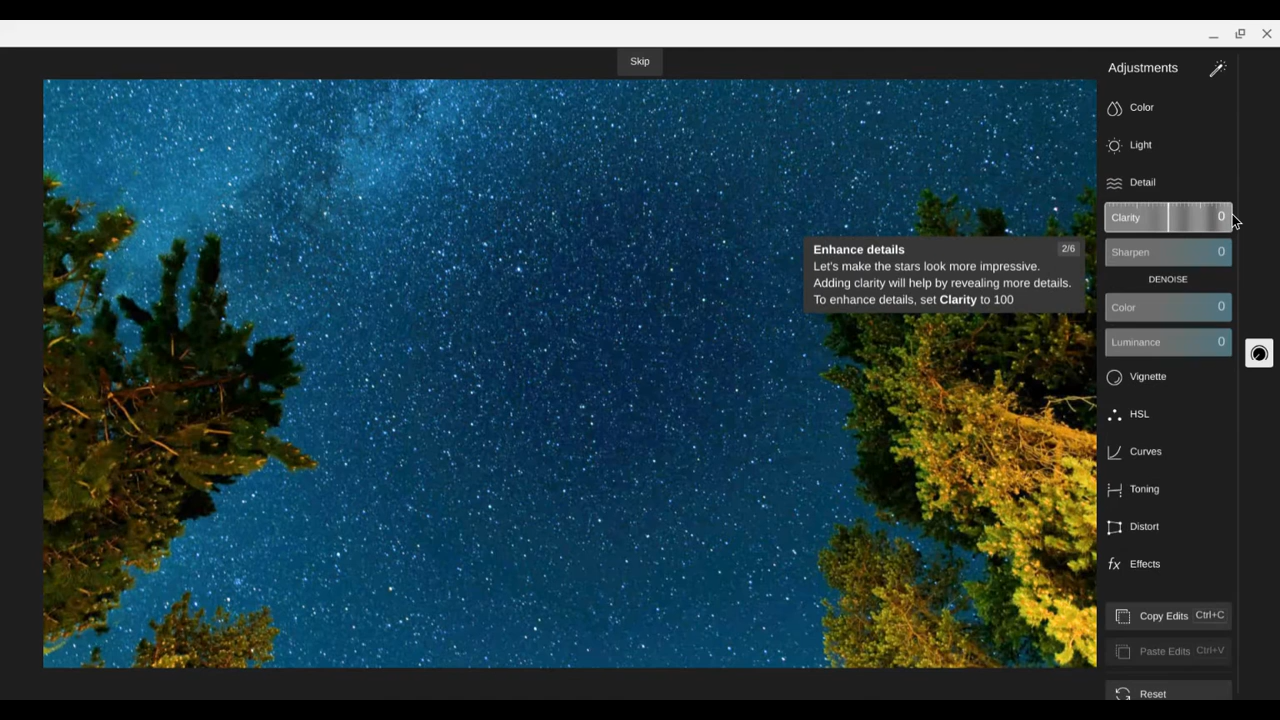 Skip
Adjustments
Color
Light
Detail
Clarity 0
Sharpen 0
Enhance details 2/6
Let's make the stars look more impressive.
Adding clarity will help by revealing more details.
To enhance details, set Clarity to 100
DENOISE
Color 0
Luminance 0
Vignette
HSL
Curves
Toning
Distort
fx Effects
Copy Edits Ctrl+C
Paste Edits Ctrl+V
Reset